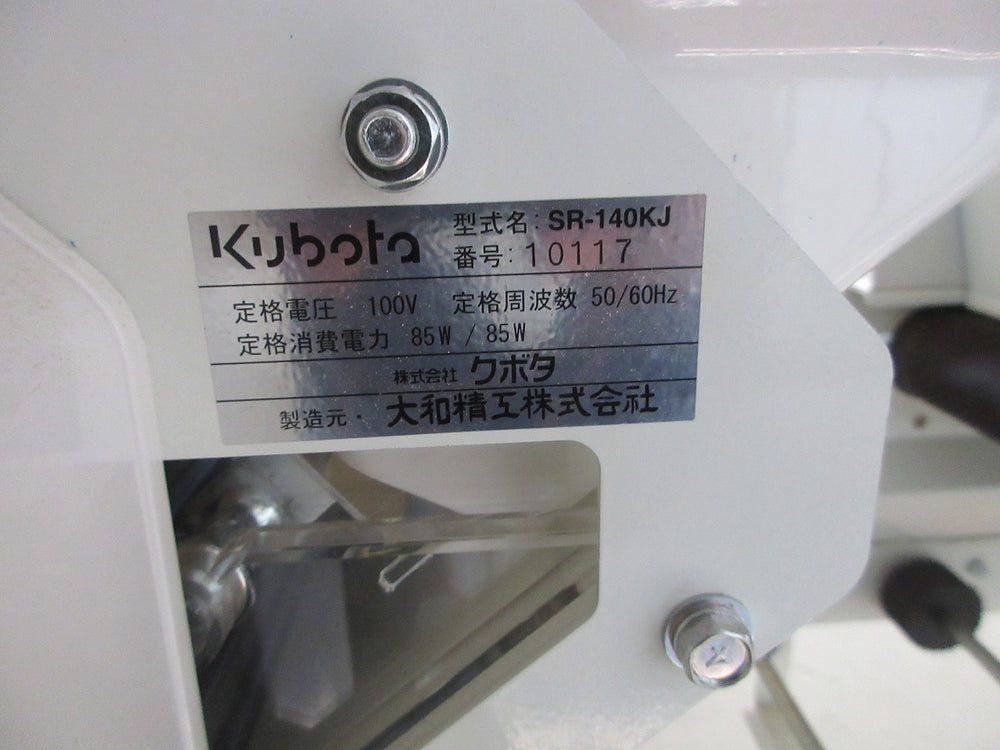 Kubota 型式名: SR-140KJ
番号: 10117
定格電圧 100V 定格周波数 50/60Hz
定格消費電力 85W / 85W
株式会社 クボタ
製造元・ 大和精工株式会社